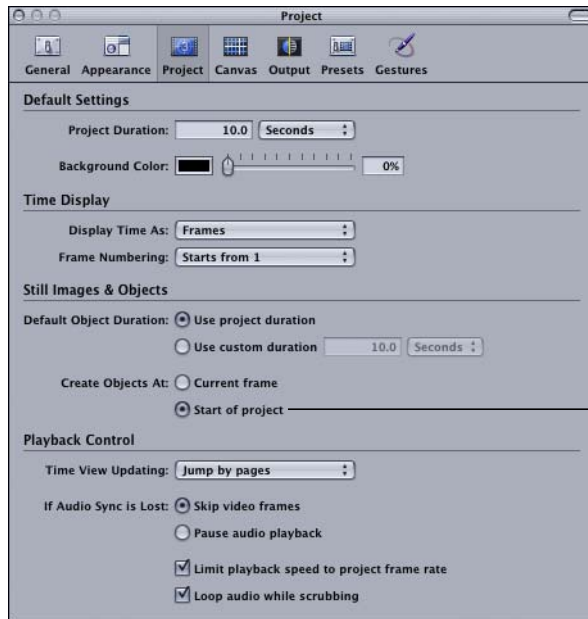 Project
General Appearance Project Canvas Output Presets Gestures
Default Settings
Project Duration: 10.0 Seconds
Background Color: 0%
Time Display
Display Time As: Frames
Frame Numbering: Starts from 1
Still Images & Objects
Default Object Duration: Use project duration
Use custom duration 10.0 Seconds
Create Objects At: Current frame
Start of project
Playback Control
Time View Updating: Jump by pages
If Audio Sync is Lost: Skip video frames
Pause audio playback
Limit playback speed to project frame rate
Loop audio while scrubbing